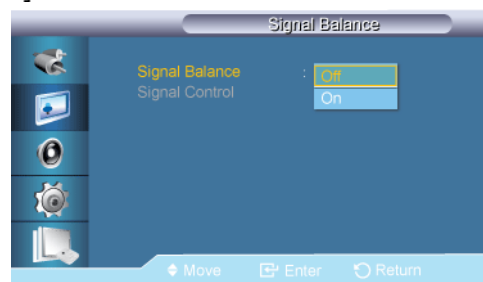 Signal Balance
Signal Balance : Off
Signal Control On
Move Enter Return